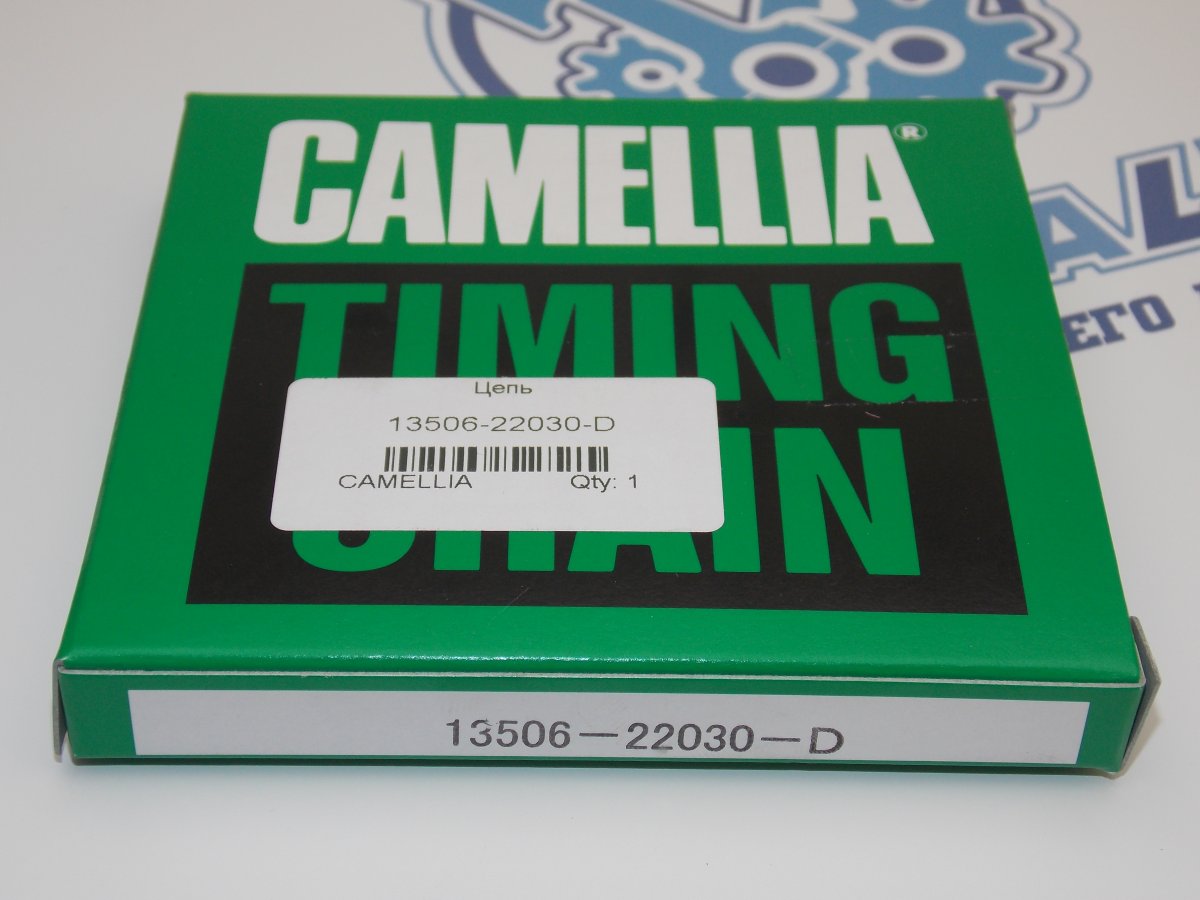 CAMELLIA®
TIMING
CHAIN
Цепь
13506-22030-D
CAMELLIA Qty: 1
13506-22030-D